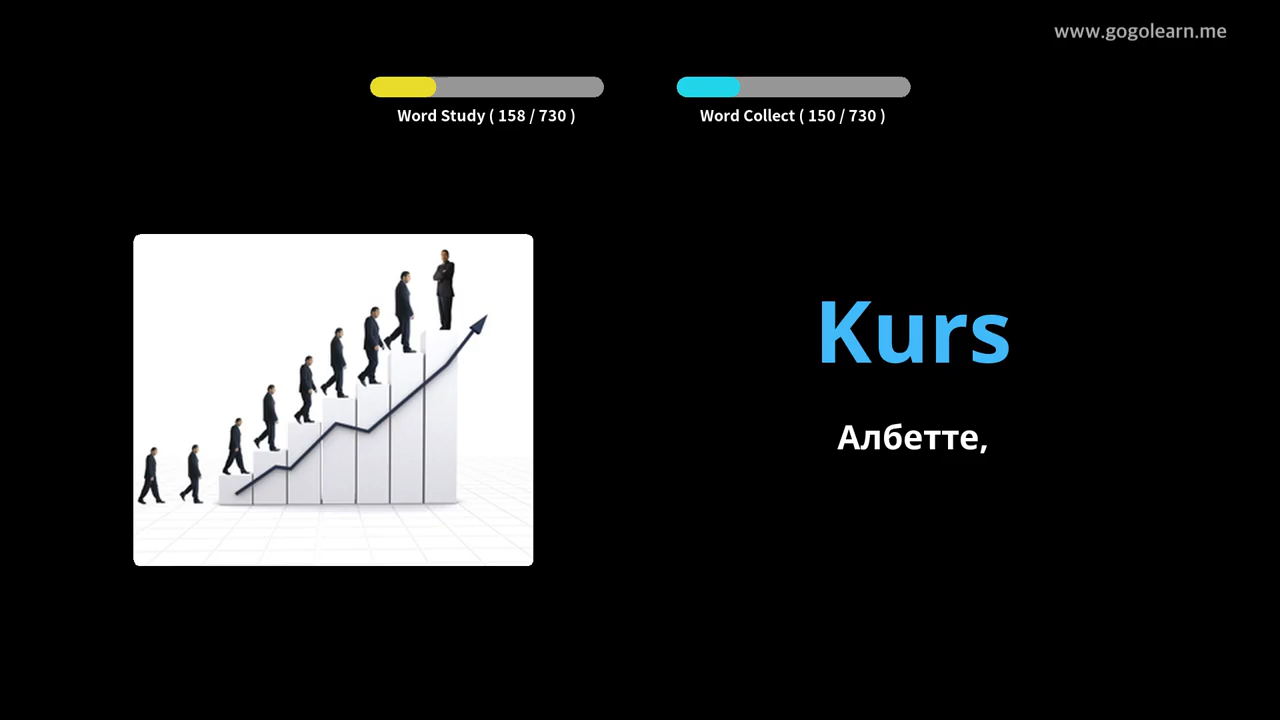 www.gogolearn.me
Word Study ( 158 / 730 )
Word Collect ( 150 / 730 )
Kurs
Албетте,